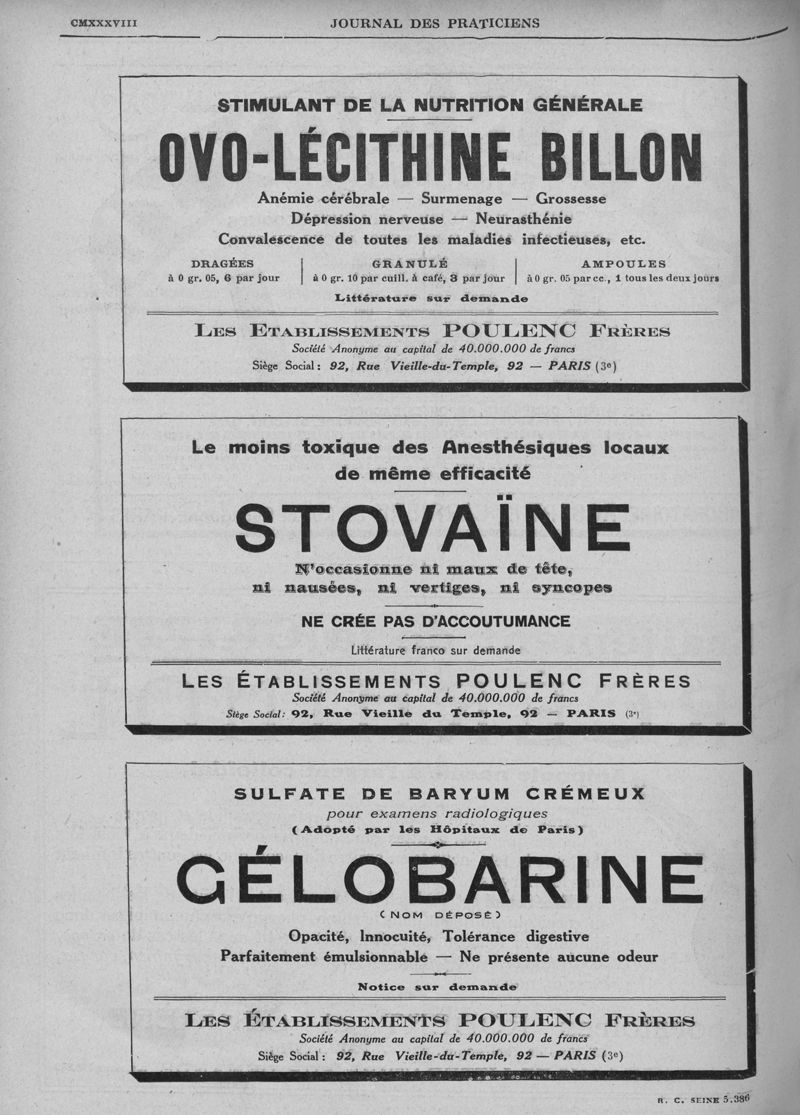 CMXXXVIII
JOURNAL DES PRATICIENS
STIMULANT DE LA NUTRITION GÉNÉRALE
OVO-LÉCITHINE BILLON
Anémie cérébrale — Surmenage — Grossesse
Dépression nerveuse — Neurasthénie
Convalescence de toutes les maladies infectieuses, etc.
DRAGÉES
à 0 gr. 05, 6 par jour
GRANULÉ
à 0 gr. 10 par cuill. à café, 3 par jour
AMPOULES
à 0 gr. 05 par cc., 1 tous les deux jours
Littérature sur demande
LES ETABLISSEMENTS POULENC FRÈRES
Société Anonyme au capital de 40.000.000 de francs
Siège Social : 92, Rue Vieille-du-Temple, 92 — PARIS (3e)
Le moins toxique des Anesthésiques locaux
de même efficacité
STOVAÏNE
N'occasionne ni maux de tête,
ni nausées, ni vertiges, ni syncopes
NE CRÉE PAS D'ACCOUTUMANCE
Littérature franco sur demande
LES ÉTABLISSEMENTS POULENC FRÈRES
Société Anonyme au capital de 40.000.000 de francs
Siège Social : 92, Rue Vieille du Temple, 92 — PARIS (3e)
SULFATE DE BARYUM CRÉMEUX
pour examens radiologiques
(Adopté par les Hôpitaux de Paris)
GÉLOBARINE
(NOM DÉPOSÉ)
Opacité, Innocuité, Tolérance digestive
Parfaitement émulsionnable — Ne présente aucune odeur
Notice sur demande
LES ÉTABLISSEMENTS POULENC FRÈRES
Société Anonyme au capital de 40.000.000 de francs
Siège Social : 92, Rue Vieille-du-Temple, 92 — PARIS (3e)
R. C. SEINE 5.386